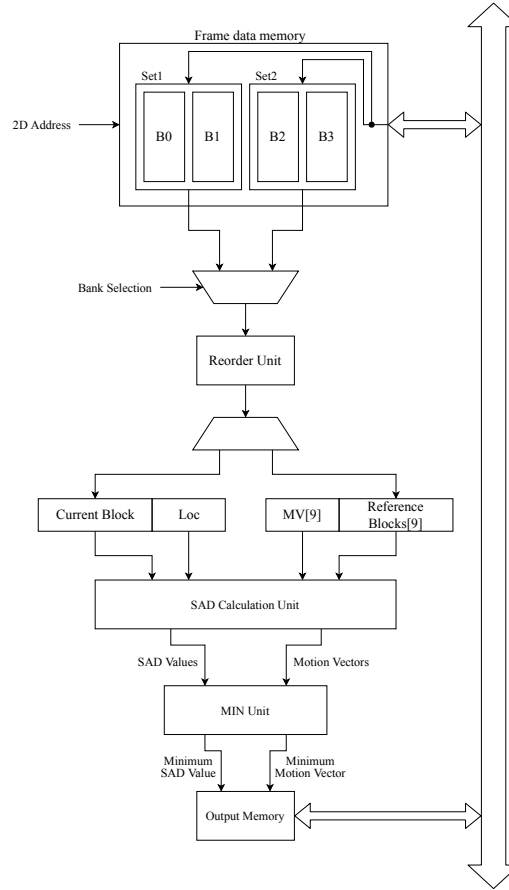 Frame data memory
Set1
Set2
2D Address
B0
B1
B2
B3
Bank Selection
Reorder Unit
Current Block
Loc
MV[9]
Reference
Blocks[9]
SAD Calculation Unit
SAD Values
Motion Vectors
MIN Unit
Minimum
SAD Value
Minimum
Motion Vector
Output Memory